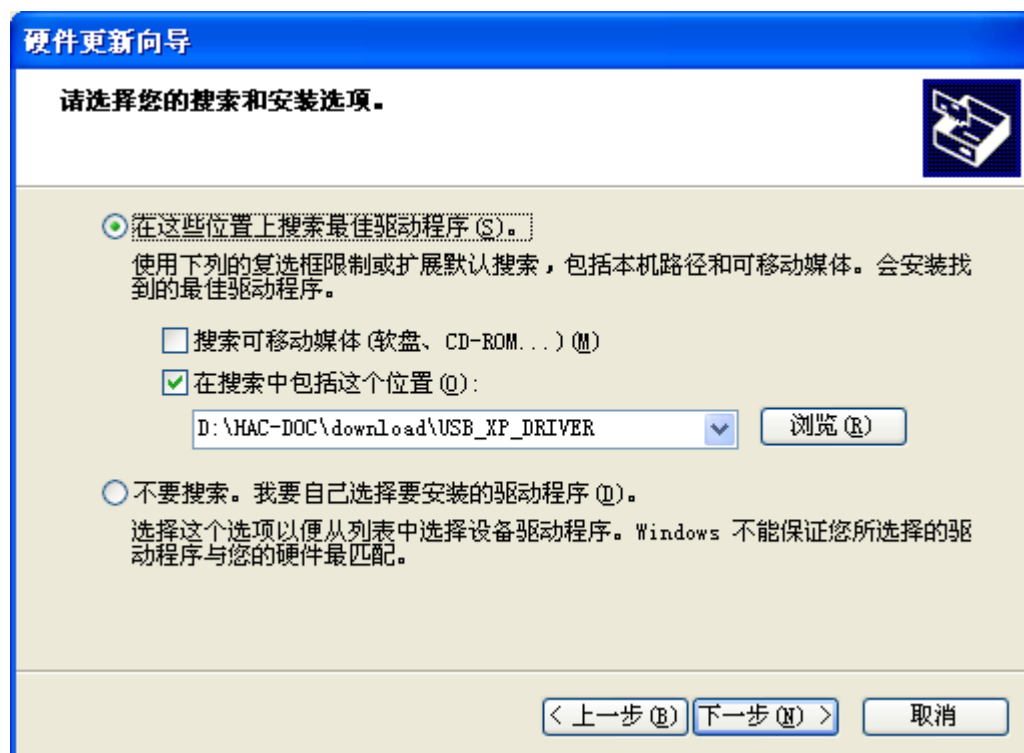 硬件更新向导
请选择您的搜索和安装选项。
在这些位置上搜索最佳驱动程序(S)。
使用下列的复选框限制或扩展默认搜索，包括本机路径和可移动媒体。会安装找
到的最佳驱动程序。
搜索可移动媒体(软盘、CD-ROM...)(M)
在搜索中包括这个位置(O):
D:\HAC-DOC\download\USB_XP_DRIVER
浏览(R)
不要搜索。我要自己选择要安装的驱动程序(D)。
选择这个选项以便从列表中选择设备驱动程序。Windows 不能保证您所选择的驱
动程序与您的硬件最匹配。
< 上一步(B)
下一步(N) >
取消